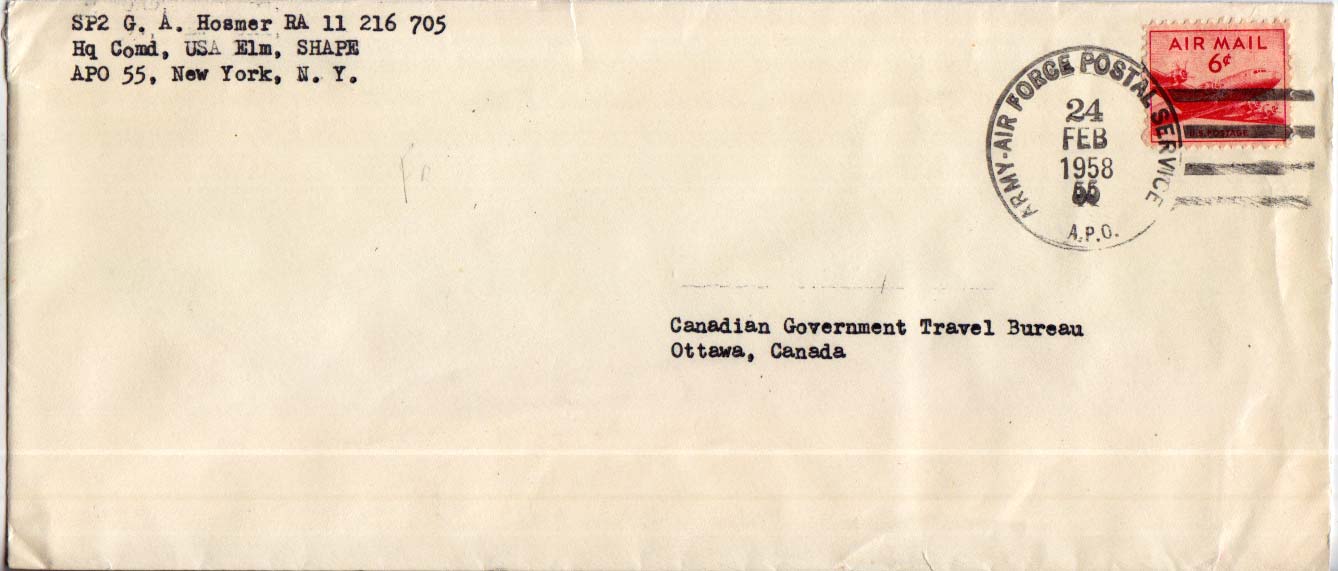 SP2 G. A. Hosmer RA 11 216 705
Hq Comd, USA Elm, SHAPE
APO 55, New York, N. Y.
AIR MAIL
6¢
U.S. POSTAGE
ARMY-AIR FORCE POSTAL SERVICE
24
FEB
1958
55
A.P.O.
Canadian Government Travel Bureau
Ottawa, Canada